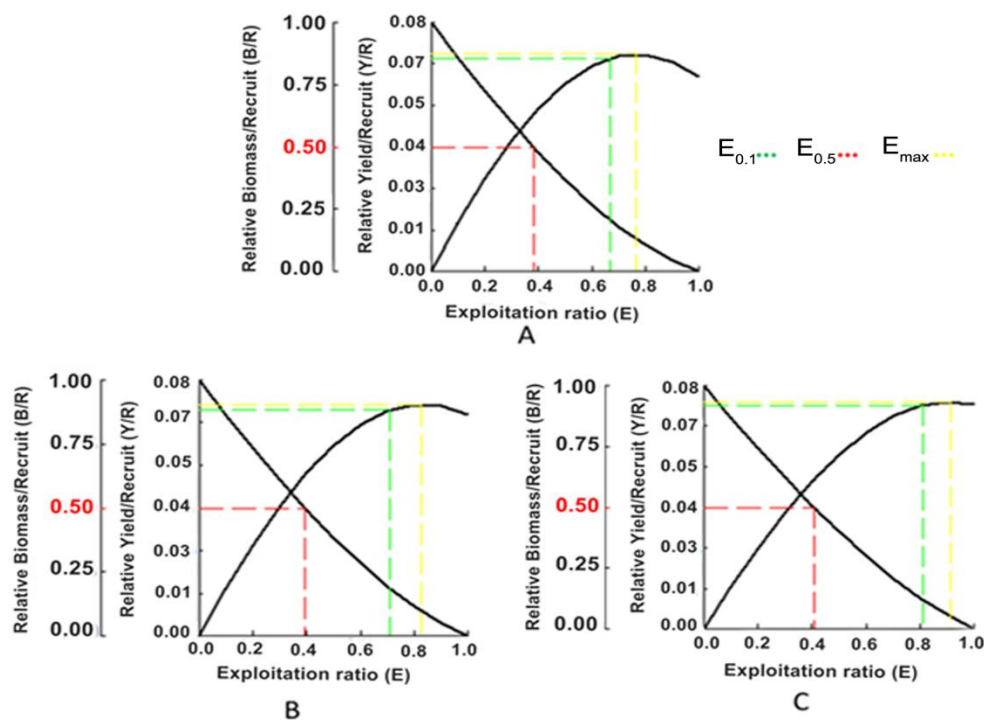 Relative Biomass/Recruit (B/R)
1.00
0.75
0.50
0.25
0.00
Relative Yield/Recruit (Y/R)
0.08
0.07
0.05
0.04
0.03
0.01
0.00
0.0 0.2 0.4 0.6 0.8 1.0
Exploitation ratio (E)
A
E0.1 E0.5 Emax
Relative Biomass/Recruit (B/R)
1.00
0.75
0.50
0.25
0.00
Relative Yield/Recruit (Y/R)
0.08
0.07
0.05
0.04
0.03
0.01
0.00
0.0 0.2 0.4 0.6 0.8 1.0
Exploitation ratio (E)
B
Relative Biomass/Recruit (B/R)
1.00
0.75
0.50
0.25
0.00
Relative Yield/Recruit (Y/R)
0.08
0.07
0.05
0.04
0.03
0.01
0.00
0.0 0.2 0.4 0.6 0.8 1.0
Exploitation ratio (E)
C